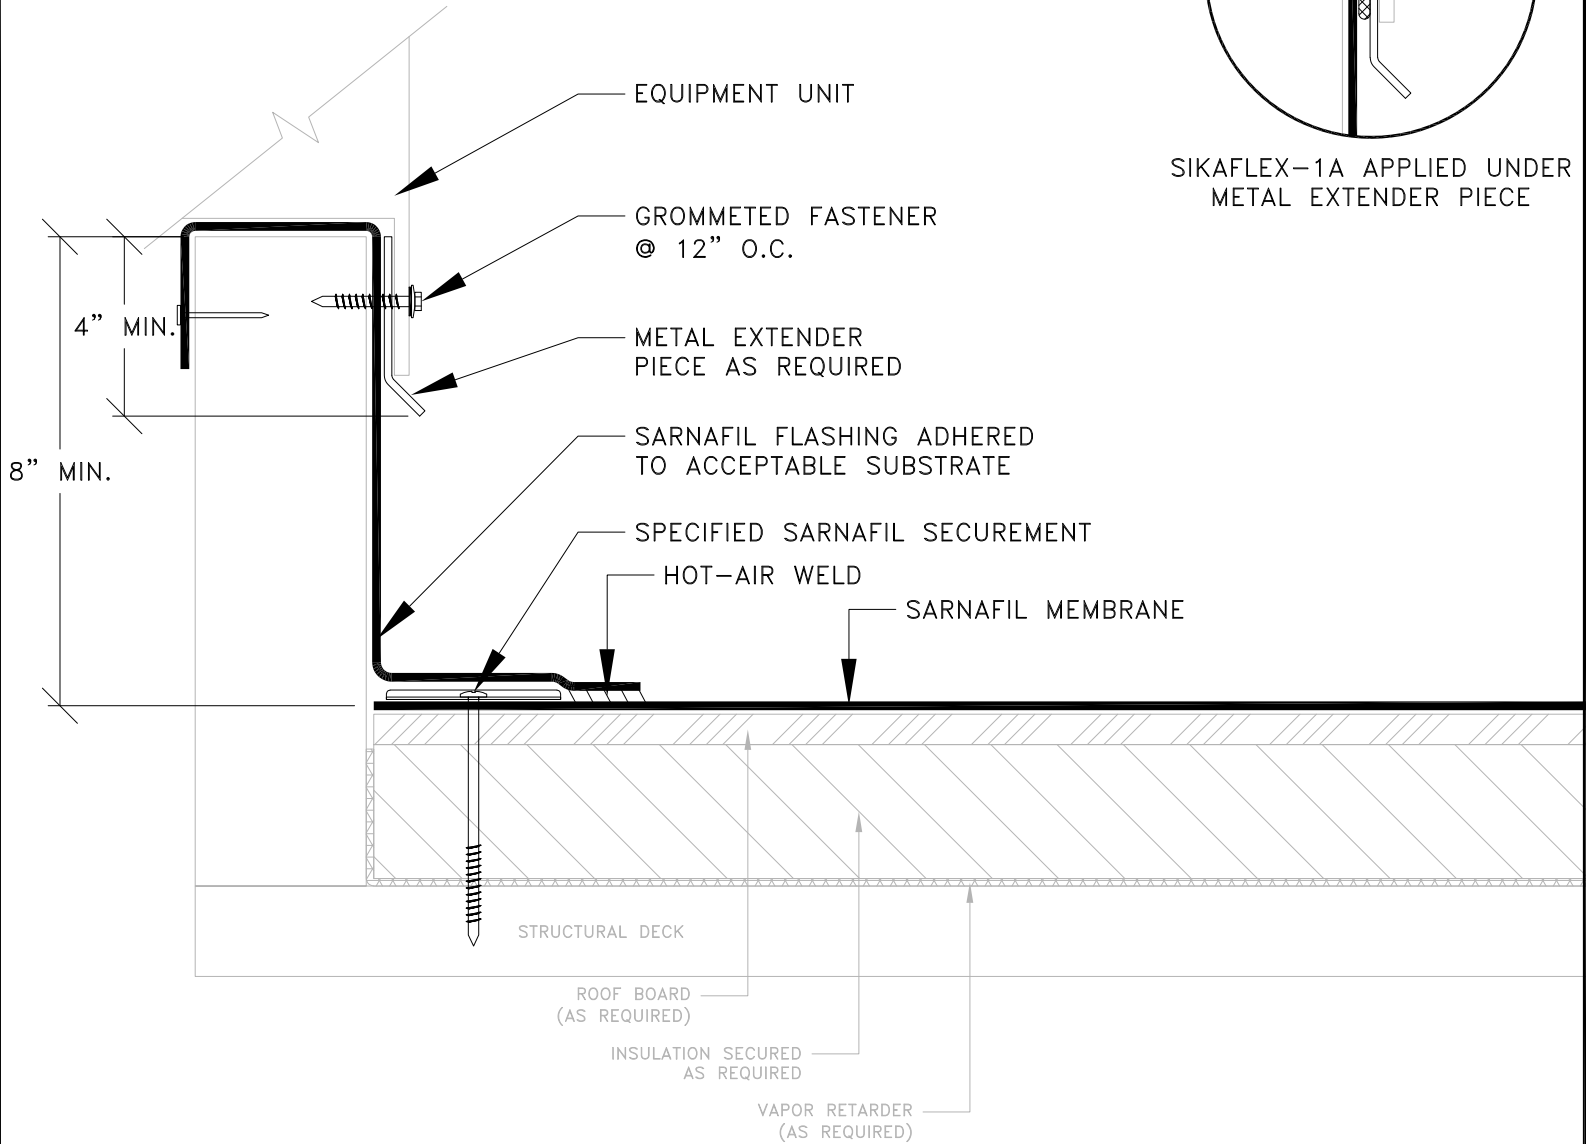 EQUIPMENT UNIT
SIKAFLEX-1A APPLIED UNDER
METAL EXTENDER PIECE
GROMMETED FASTENER
@ 12" O.C.
4" MIN.
METAL EXTENDER
PIECE AS REQUIRED
SARNAFIL FLASHING ADHERED
TO ACCEPTABLE SUBSTRATE
8" MIN.
SPECIFIED SARNAFIL SECUREMENT
HOT-AIR WELD
SARNAFIL MEMBRANE
STRUCTURAL DECK
ROOF BOARD
(AS REQUIRED)
INSULATION SECURED
AS REQUIRED
VAPOR RETARDER
(AS REQUIRED)